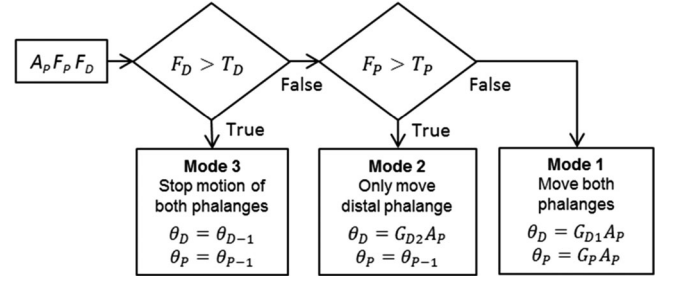 A_P F_P F_D
F_D > T_D
False
F_P > T_P
False
True
True
Mode 3
Stop motion of
both phalanges
θ_D = θ_{D−1}
θ_P = θ_{P−1}
Mode 2
Only move
distal phalange
θ_D = G_{D2}A_P
θ_P = θ_{P−1}
Mode 1
Move both
phalanges
θ_D = G_{D1}A_P
θ_P = G_P A_P